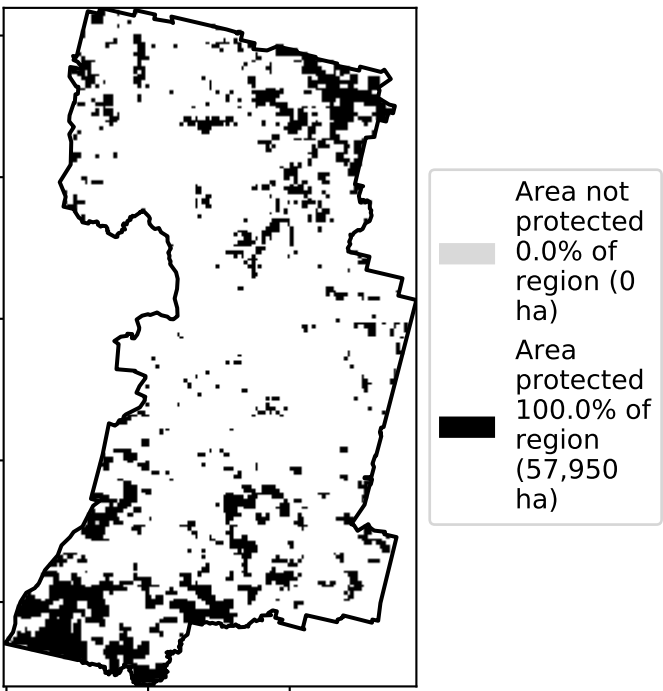 Area not
protected
0.0% of
region (0
ha)
Area
protected
100.0% of
region
(57,950
ha)